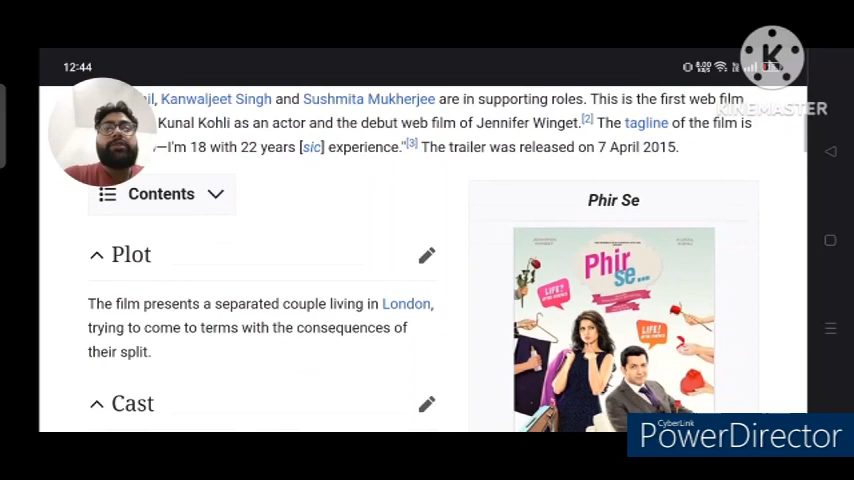 12:44
KINEMASTER
Kanwaljeet Singh and Sushmita Mukherjee are in supporting roles. This is the first web film
Kunal Kohli as an actor and the debut web film of Jennifer Winget.[2] The tagline of the film is
—I'm 18 with 22 years [sic] experience."[3] The trailer was released on 7 April 2015.
Contents
Phir Se
Plot
Phir
se...
LIFE?
The film presents a separated couple living in London,
trying to come to terms with the consequences of
their split.
LIFE!
Cast
CyberLink
PowerDirector